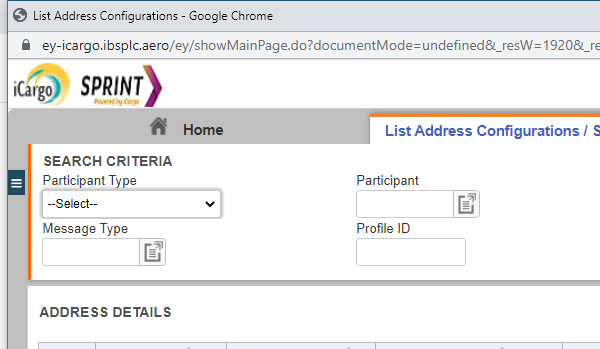 List Address Configurations - Google Chrome
ey-icargo.ibsplc.aero/ey/showMainPage.do?documentMode=undefined&_resW=1920&_re
iCargo SPRINT
Powered by iCargo
Home List Address Configurations / S
SEARCH CRITERIA
Participant Type Participant
--Select--
Message Type Profile ID
ADDRESS DETAILS